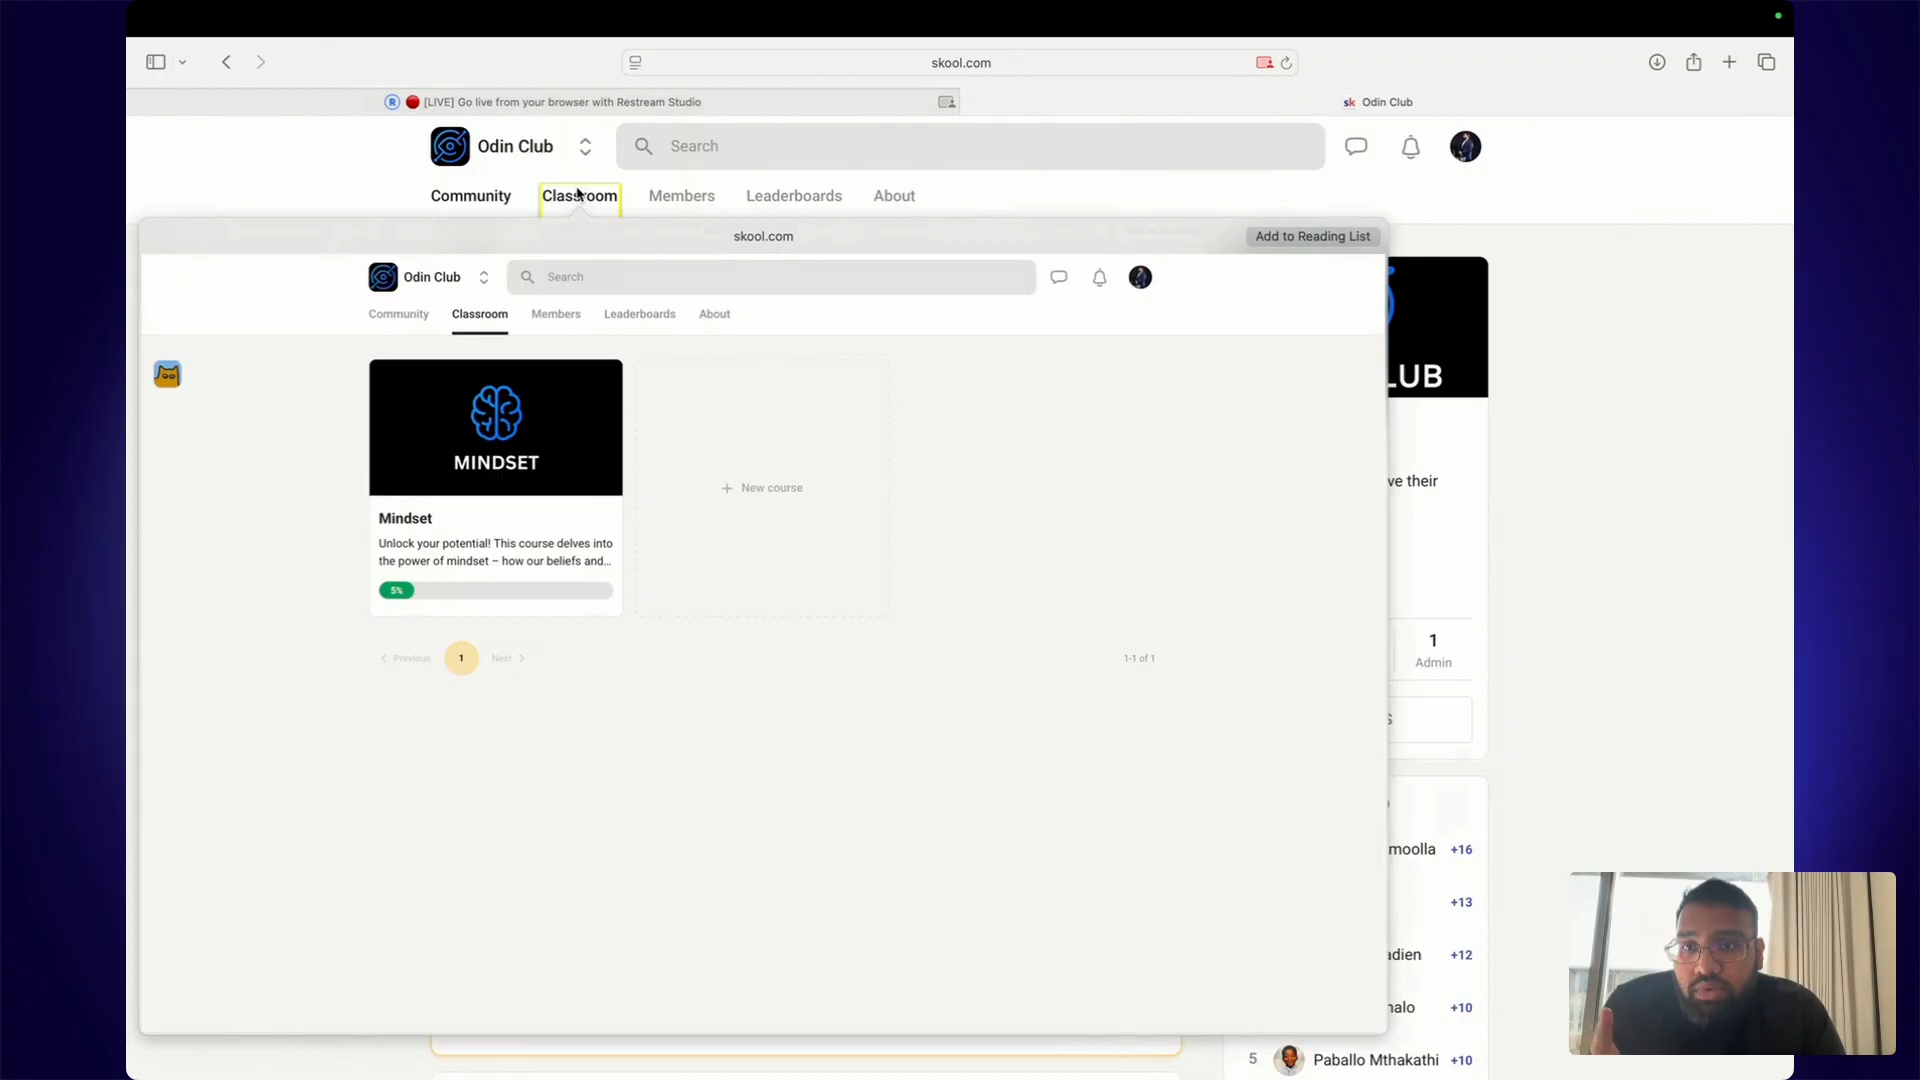 skool.com
[LIVE] Go live from your browser with Restream Studio
sk Odin Club
Odin Club
Search
Community Classroom Members Leaderboards About
skool.com
Add to Reading List
Odin Club
Search
Community Classroom Members Leaderboards About
MINDSET
Mindset
Unlock your potential! This course delves into
the power of mindset – how our beliefs and...
5%
+ New course
Previous 1 Next
1-1 of 1
LUB
ve their
1
Admin
S
moolla +16
+13
adien +12
nalo +10
5 Paballo Mthakathi +10